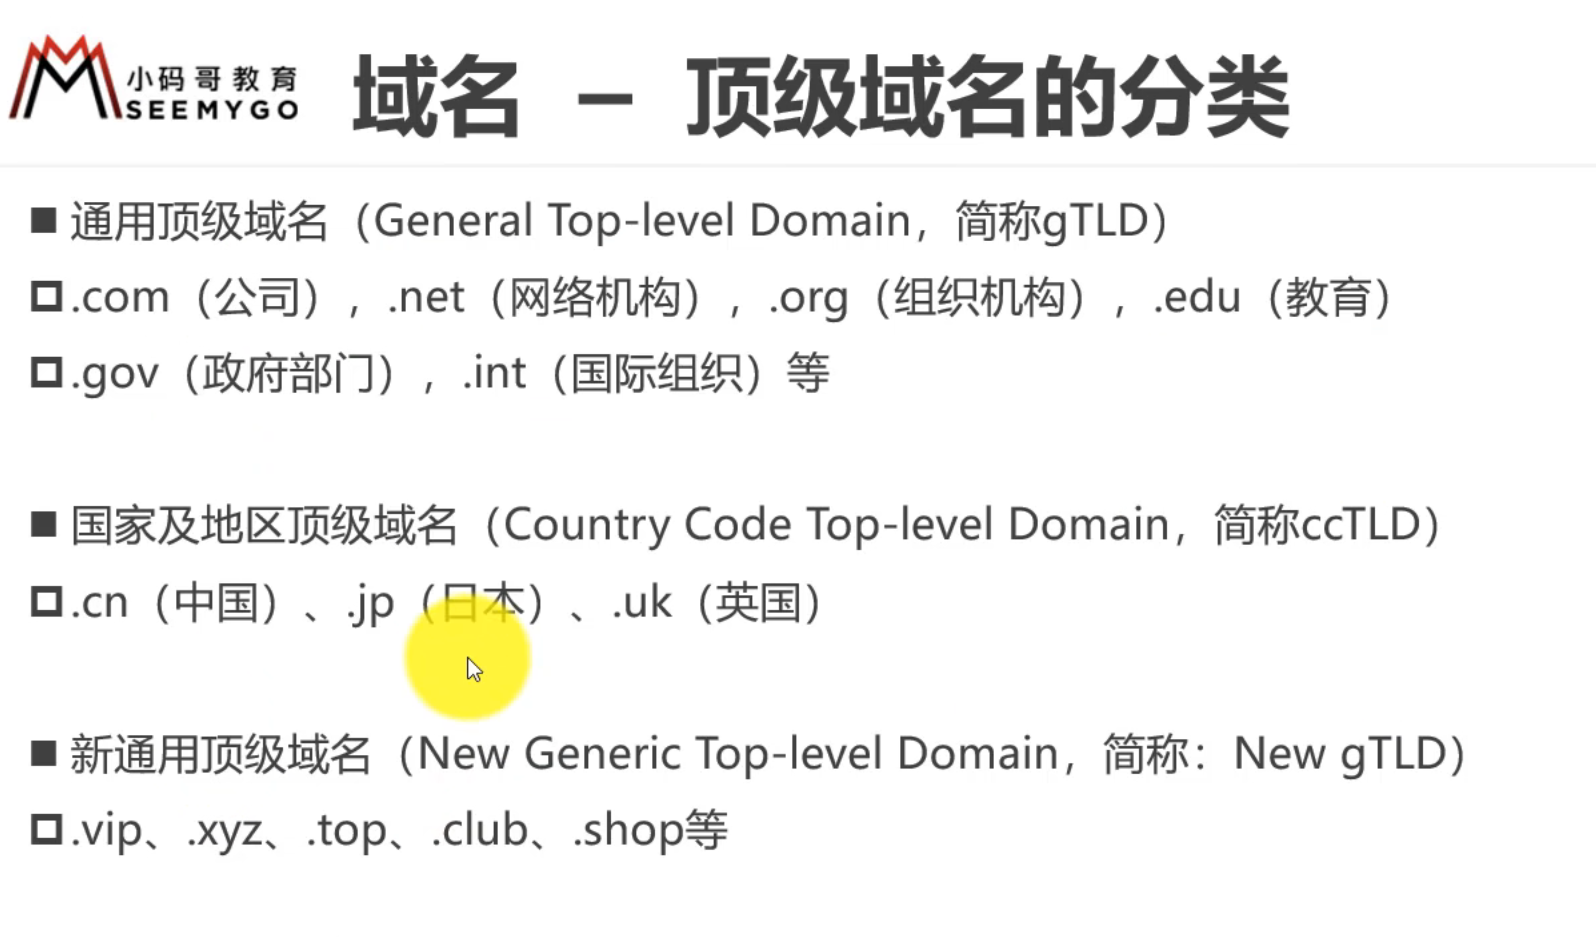 小码哥教育
SEEMYGO
域名 – 顶级域名的分类
■ 通用顶级域名（General Top-level Domain，简称gTLD）
.com（公司），.net（网络机构），.org（组织机构），.edu（教育）
.gov（政府部门），.int（国际组织）等
■ 国家及地区顶级域名（Country Code Top-level Domain，简称ccTLD）
.cn（中国）、.jp（日本）、.uk（英国）
■ 新通用顶级域名（New Generic Top-level Domain，简称：New gTLD）
.vip、.xyz、.top、.club、.shop等